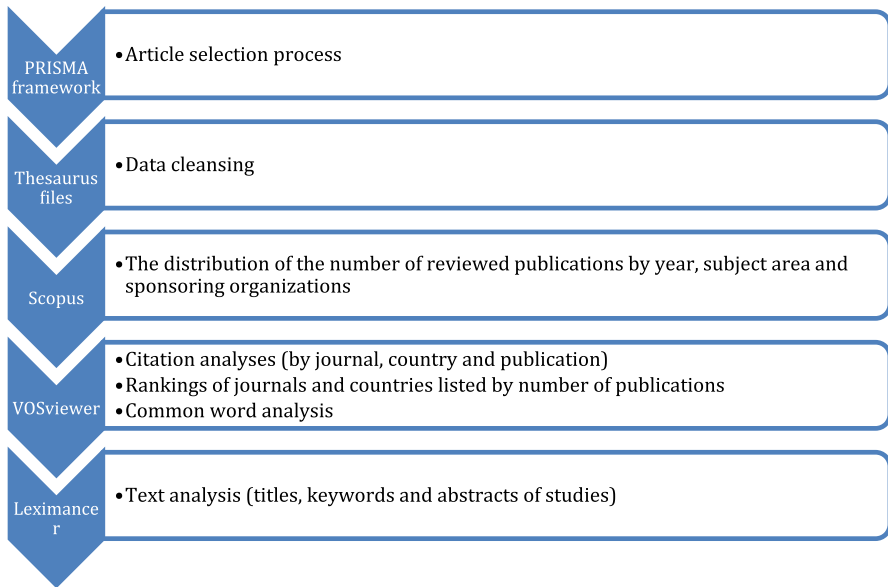 PRISMA
framework
•Article selection process
Thesaurus
files
•Data cleansing
Scopus
•The distribution of the number of reviewed publications by year, subject area and
sponsoring organizations
VOSviewer
•Citation analyses (by journal, country and publication)
•Rankings of journals and countries listed by number of publications
•Common word analysis
Leximance
r
•Text analysis (titles, keywords and abstracts of studies)